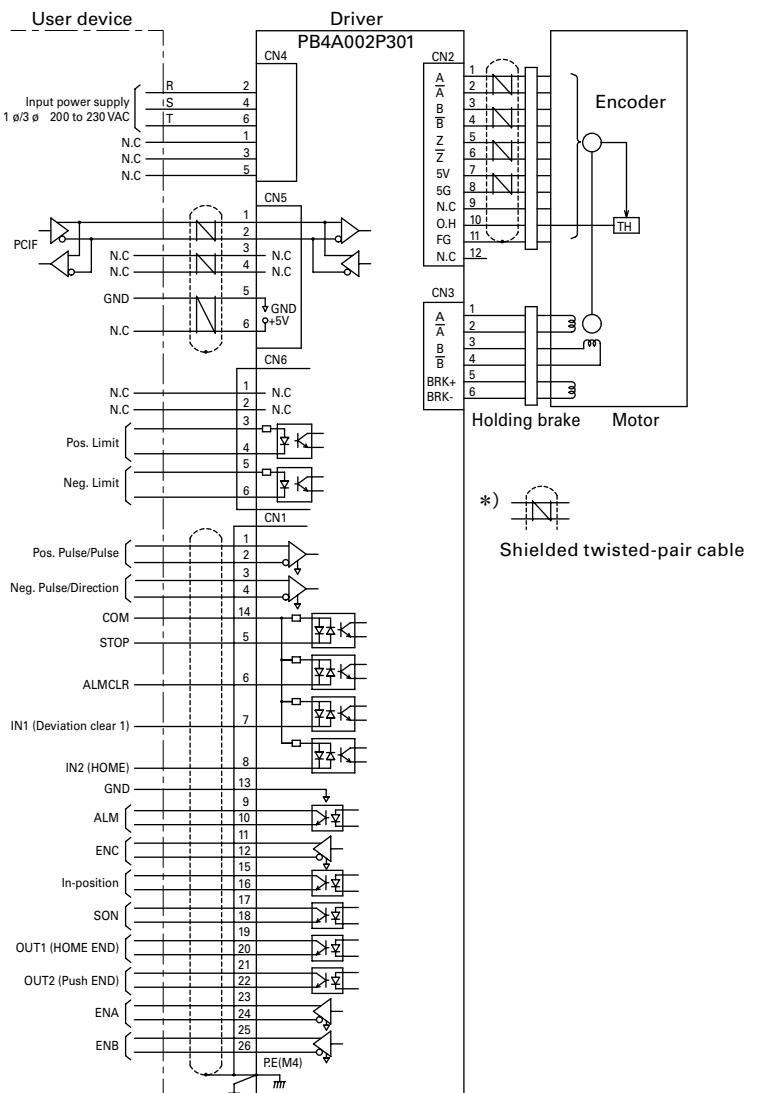 User device
Driver
PB4A002P301
CN4
R 2
S 4
T 6
Input power supply
1 ø/3 ø 200 to 230 VAC
N.C 1
N.C 3
N.C 5
CN5
PCIF
1
2
N.C 3 N.C
N.C 4 N.C
GND 5 GND
+5V
N.C 6
CN6
N.C 1 N.C
N.C 2 N.C
3
Pos. Limit
4
5
Neg. Limit
6
CN1
1
Pos. Pulse/Pulse
2
3
Neg. Pulse/Direction
4
COM 14
STOP 5
ALMCLR 6
IN1 (Deviation clear 1) 7
IN2 (HOME) 8
GND 13
9
ALM
10
11
ENC
12
15
In-position
16
17
SON
18
19
OUT1 (HOME END)
20
21
OUT2 (Push END)
22
23
ENA
24
25
ENB
26
P.E(M4)
CN2
A 1
A 2
B 3
B 4
Z 5
Z 6
5V 7
5G 8
N.C 9
O.H 10
FG 11
N.C 12
Encoder
TH
CN3
A 1
A 2
B 3
B 4
BRK+ 5
BRK- 6
Holding brake
Motor
*)
Shielded twisted-pair cable